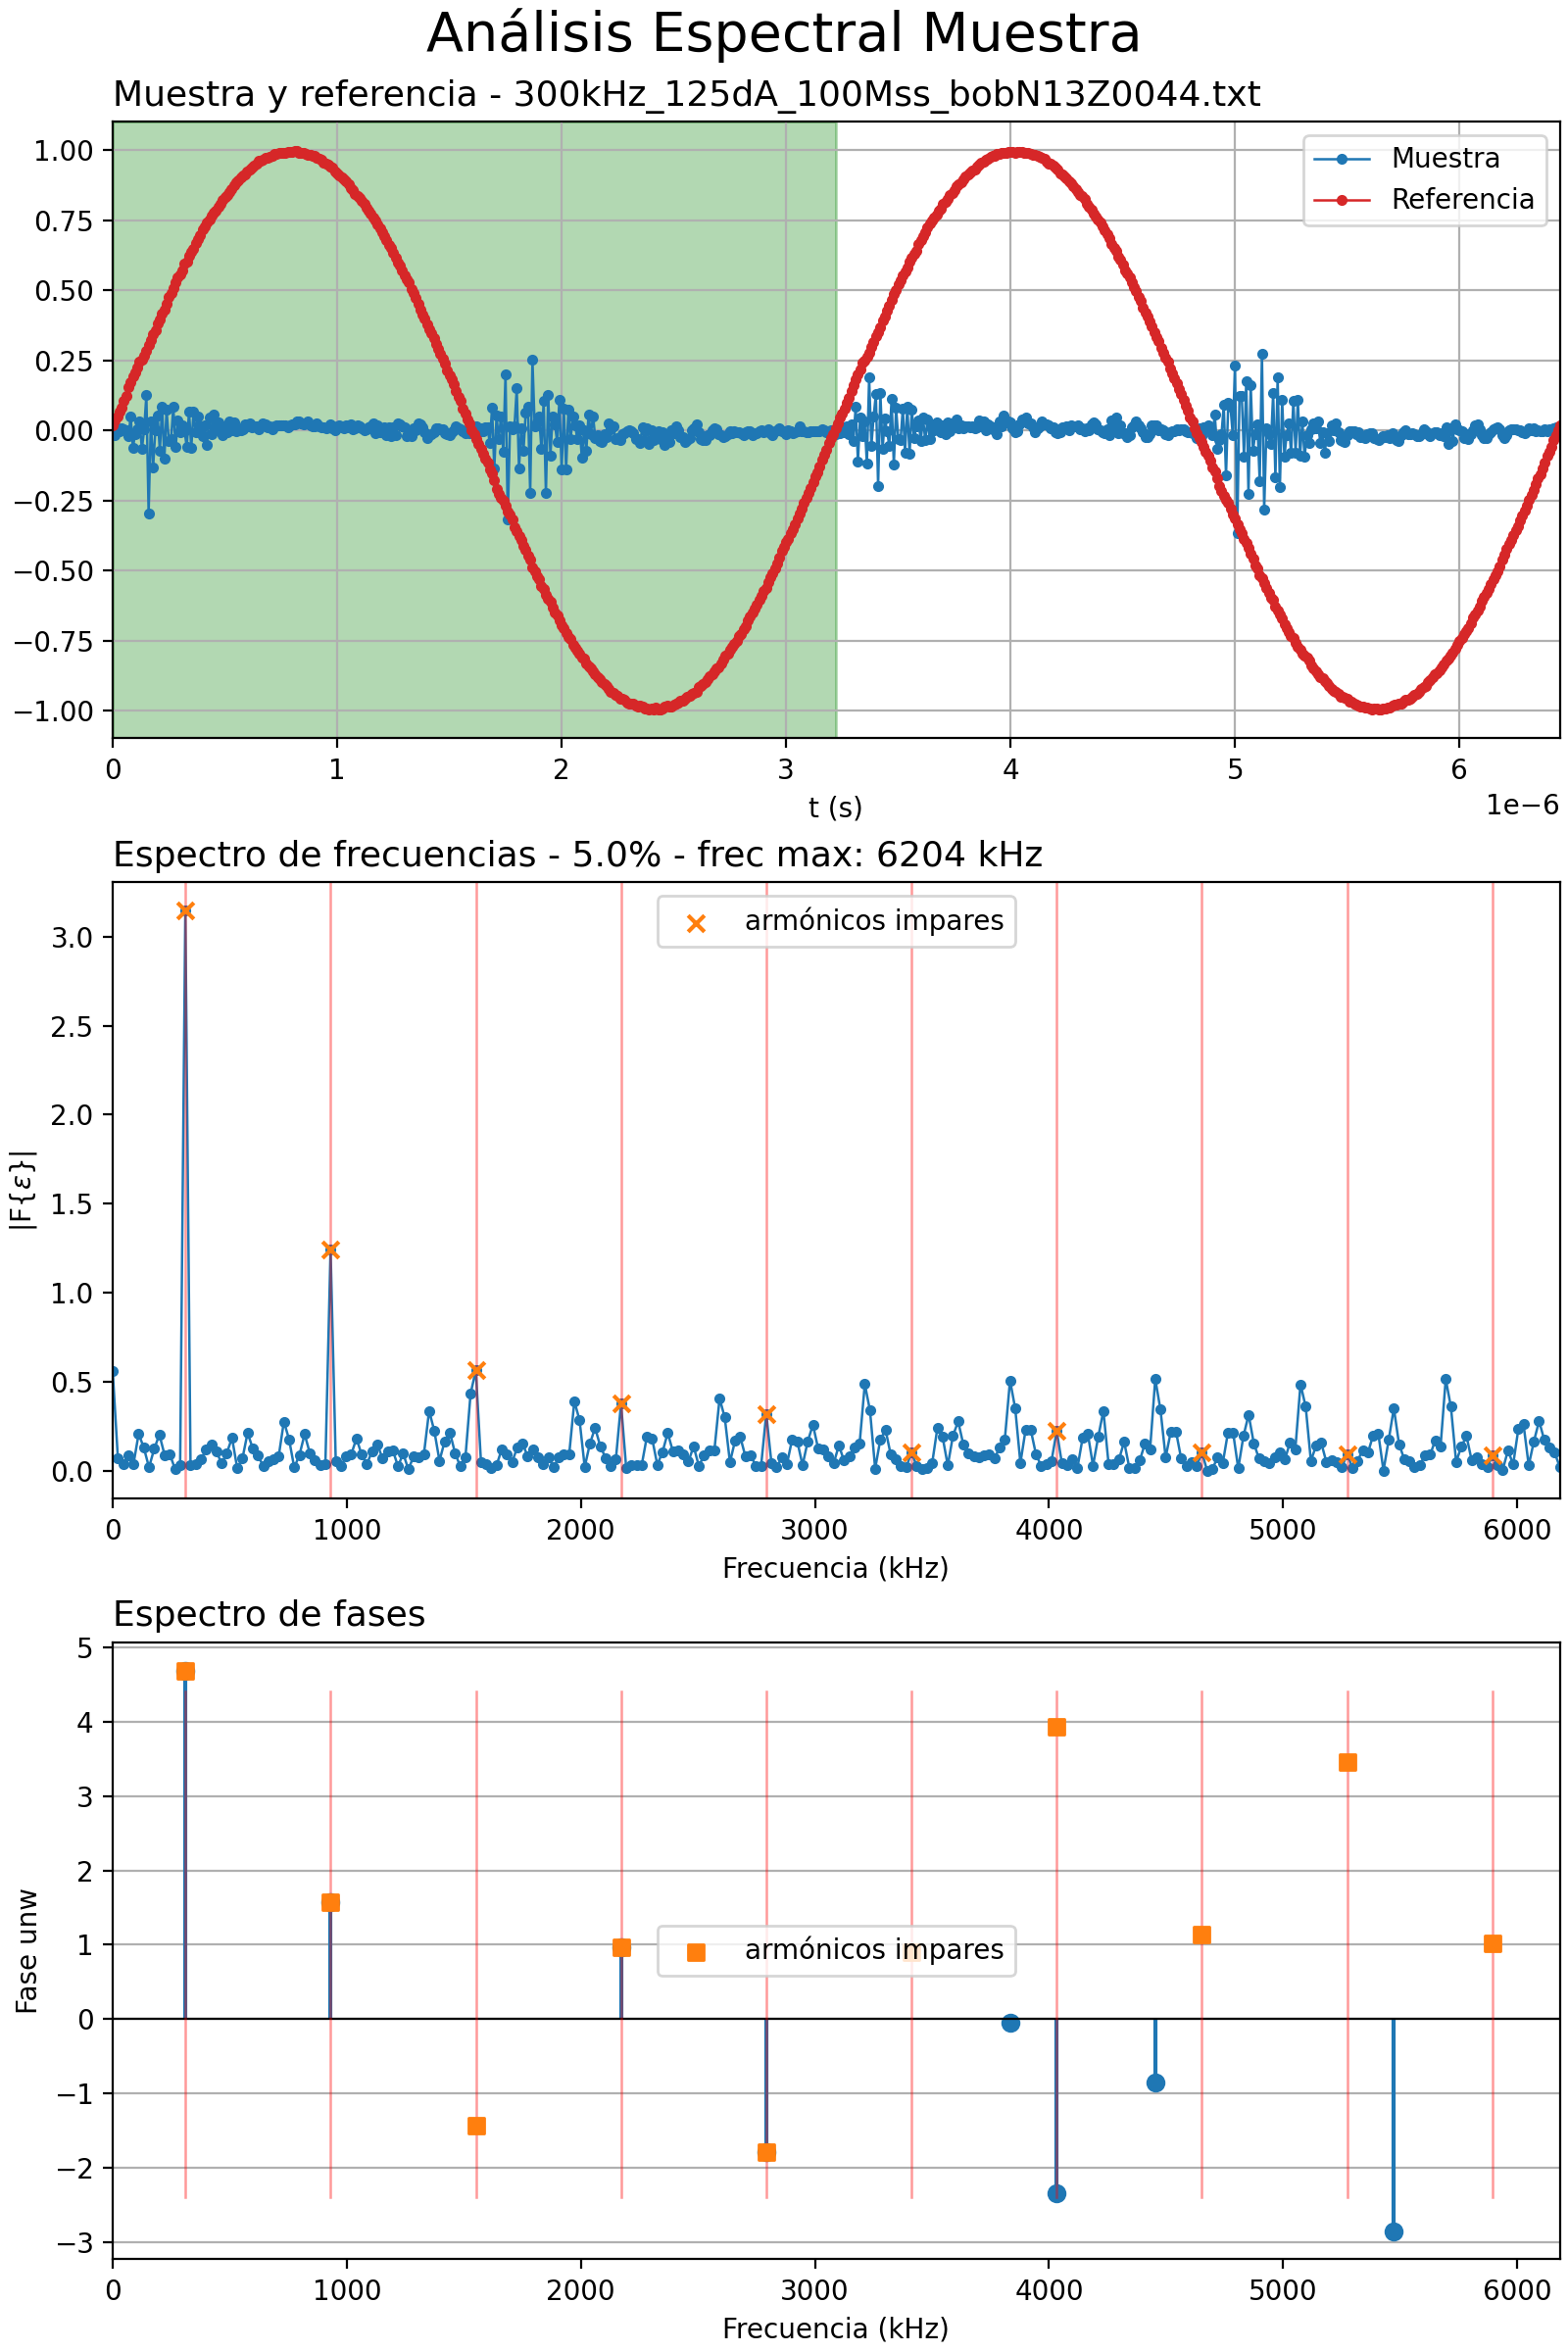 Análisis Espectral Muestra
Muestra y referencia - 300kHz_125dA_100Mss_bobN13Z0044.txt
1.00
0.75
0.50
0.25
0.00
−0.25
−0.50
−0.75
−1.00
Muestra
Referencia
0 1 2 3 4 5 6
t (s)
1e−6
Espectro de frecuencias - 5.0% - frec max: 6204 kHz
|F{ε}|
3.0
2.5
2.0
1.5
1.0
0.5
0.0
armónicos impares
0 1000 2000 3000 4000 5000 6000
Frecuencia (kHz)
Espectro de fases
Fase unw
5
4
3
2
1
0
−1
−2
−3
armónicos impares
0 1000 2000 3000 4000 5000 6000
Frecuencia (kHz)